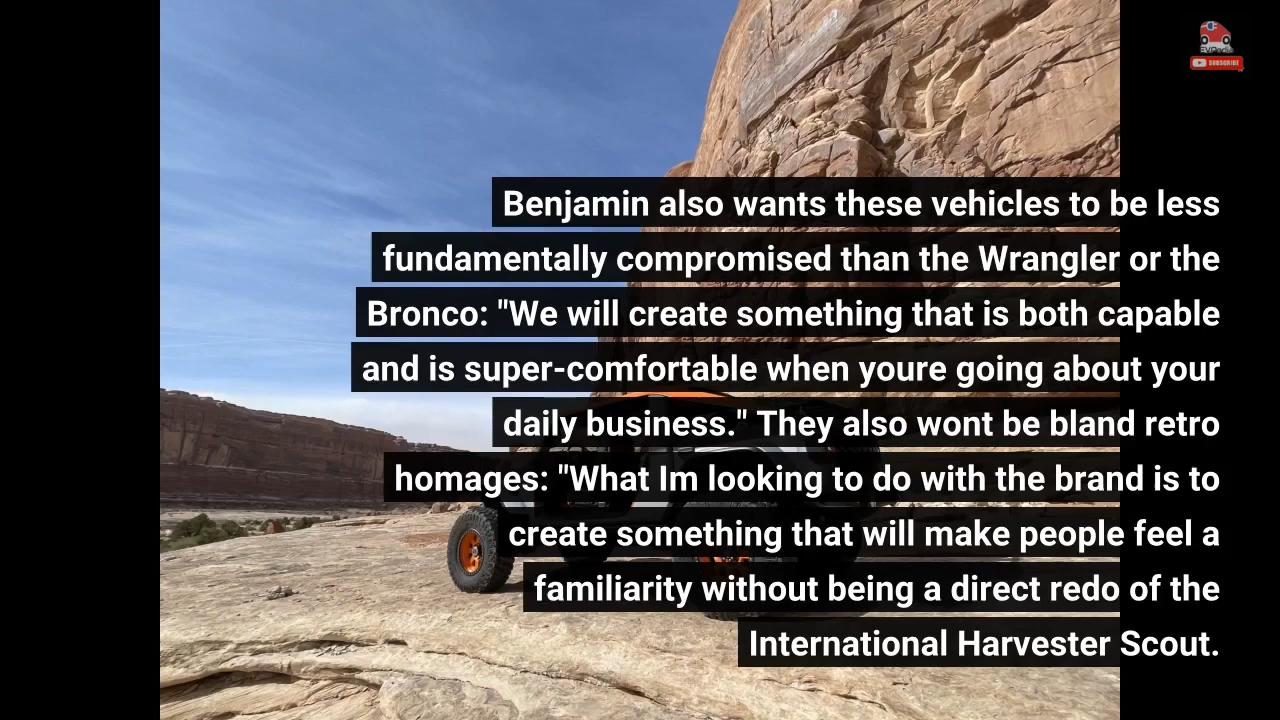 EVPedia
SUBSCRIBE
Benjamin also wants these vehicles to be less
fundamentally compromised than the Wrangler or the
Bronco: "We will create something that is both capable
and is super-comfortable when youre going about your
daily business." They also wont be bland retro
homages: "What Im looking to do with the brand is to
create something that will make people feel a
familiarity without being a direct redo of the
International Harvester Scout.